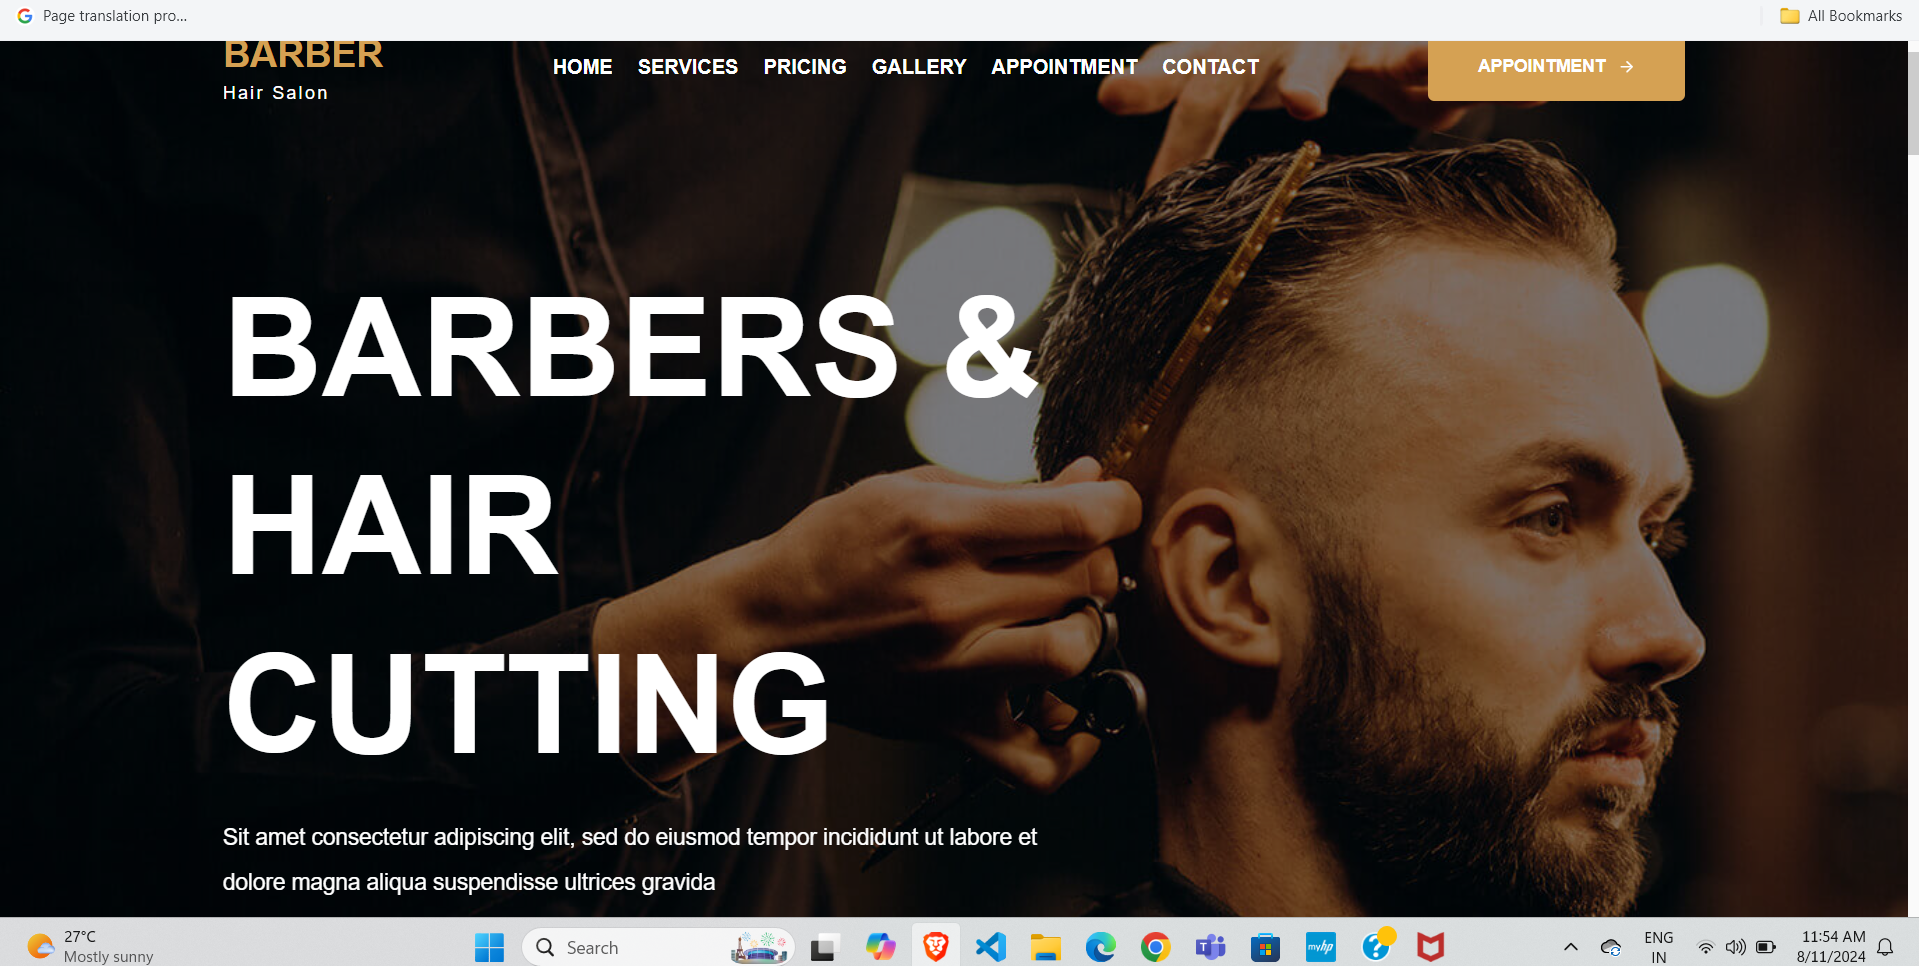 Page translation pro...
All Bookmarks
BARBER
Hair Salon
HOME SERVICES PRICING GALLERY APPOINTMENT CONTACT
APPOINTMENT →
BARBERS &
HAIR
CUTTING
Sit amet consectetur adipiscing elit, sed do eiusmod tempor incididunt ut labore et
dolore magna aliqua suspendisse ultrices gravida
27°C
Mostly sunny
Search
myhp
ENG
IN
11:54 AM
8/11/2024